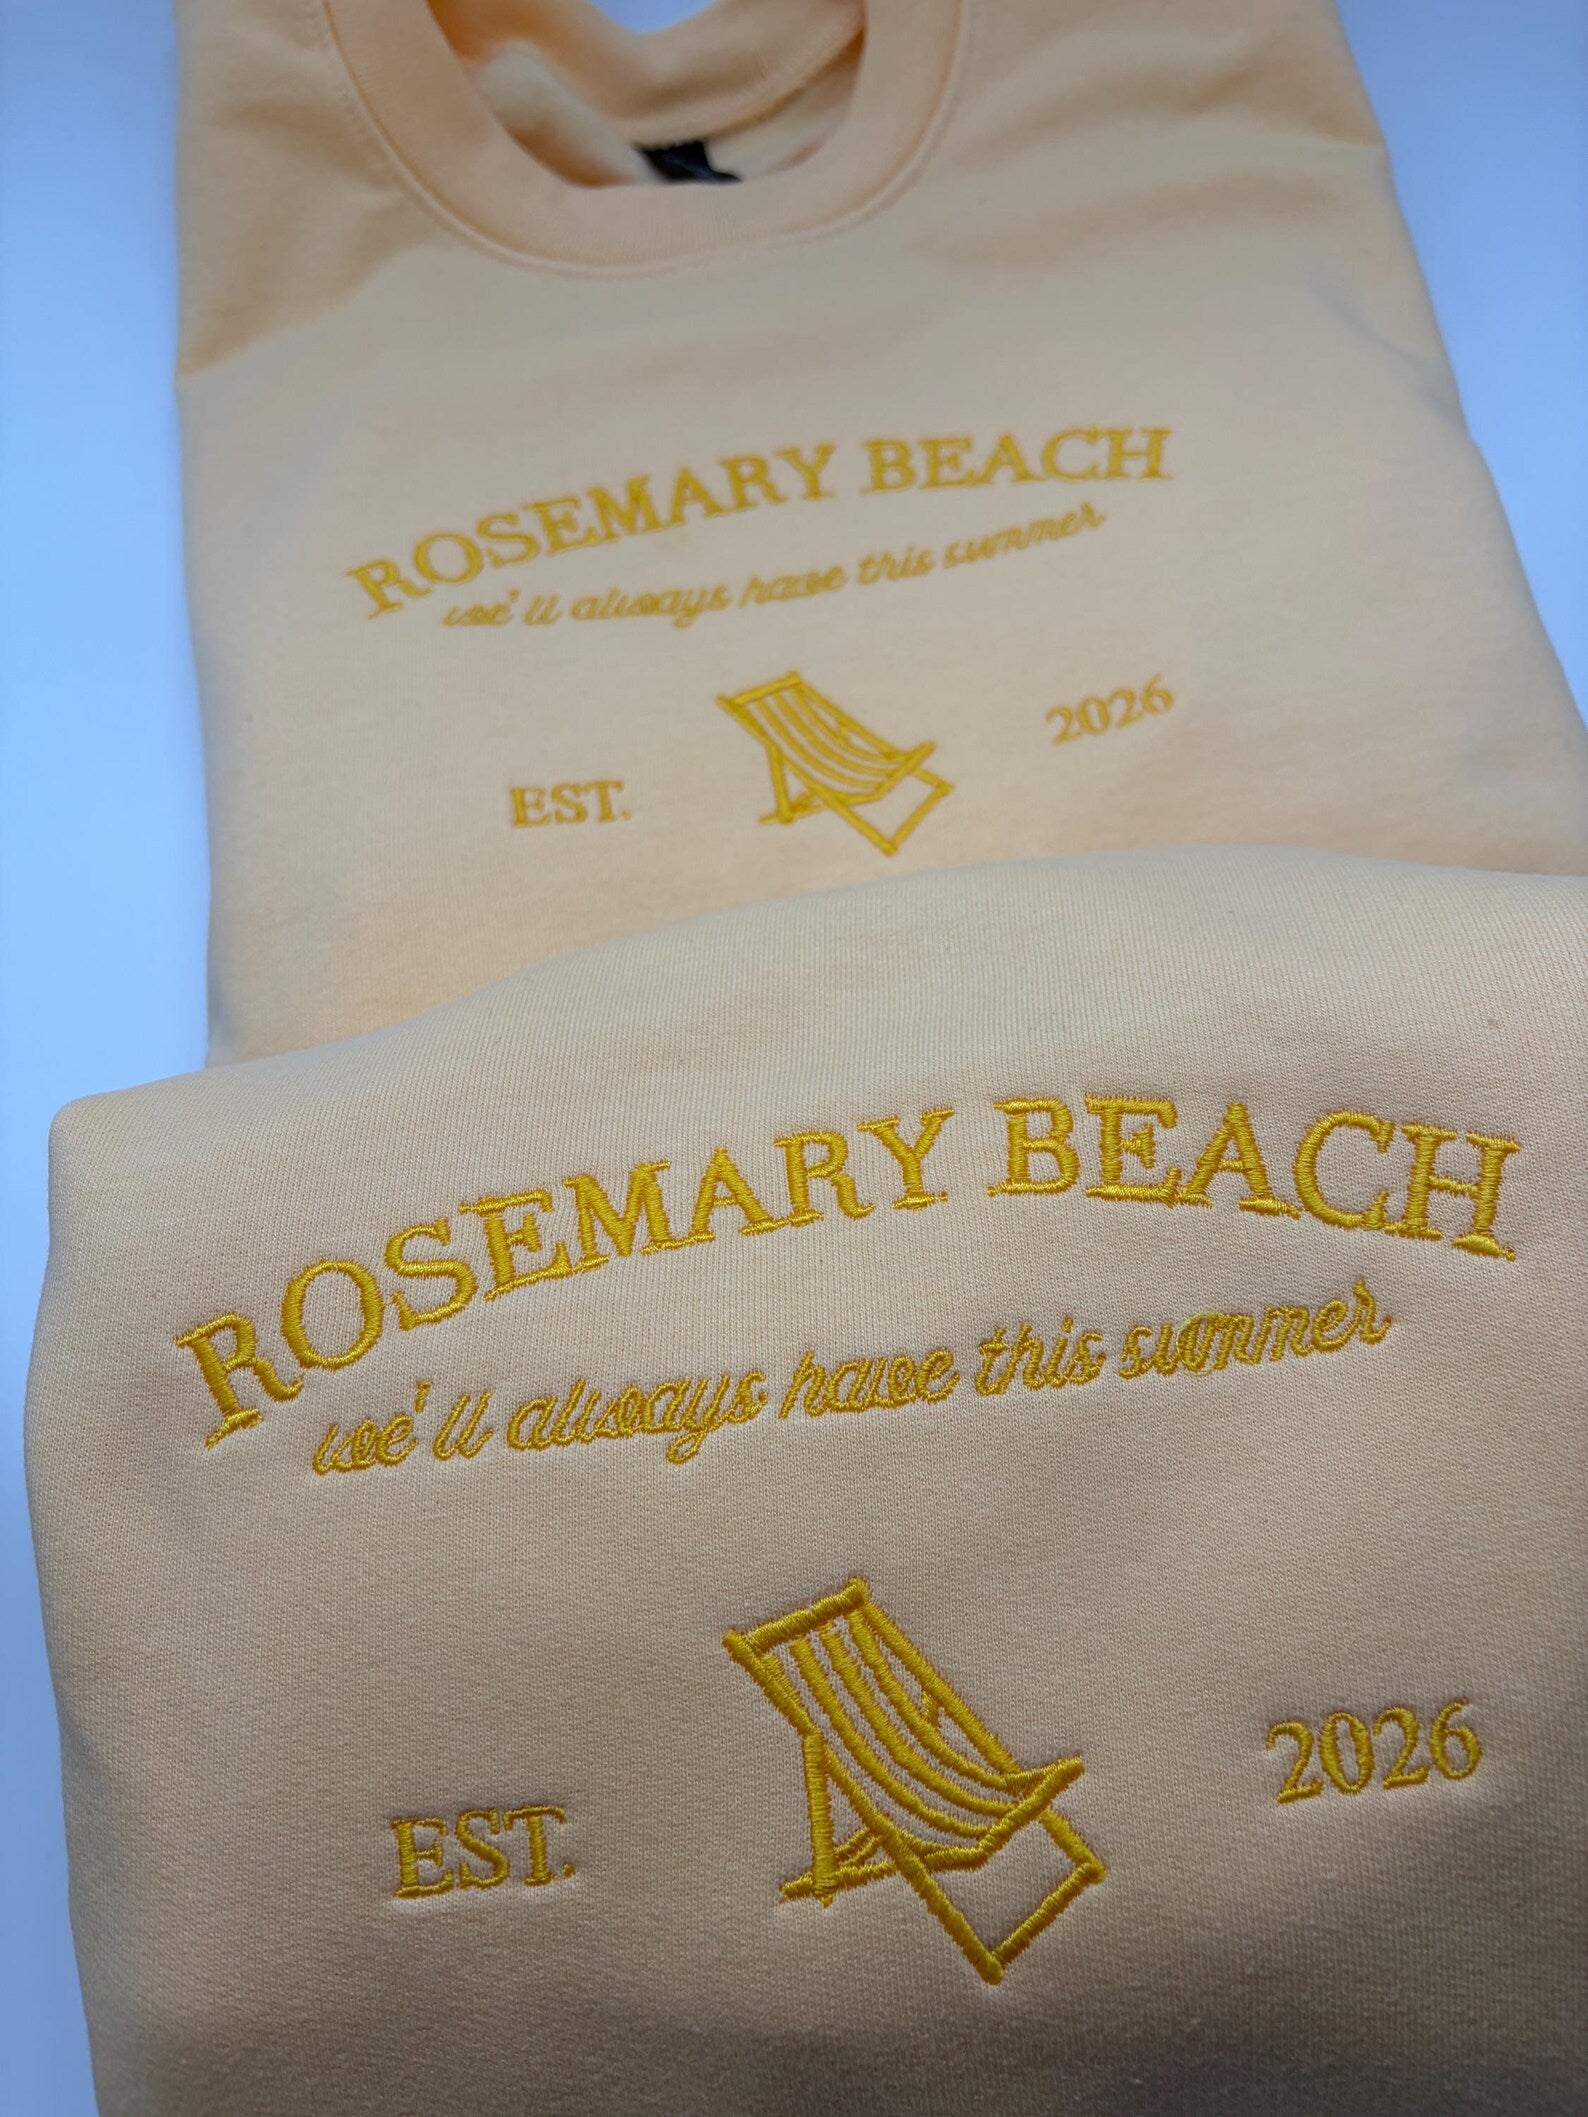 ROSEMARY BEACH
we'll always have this summer
EST.
2026
ROSEMARY BEACH
we'll always have this summer
EST.
2026